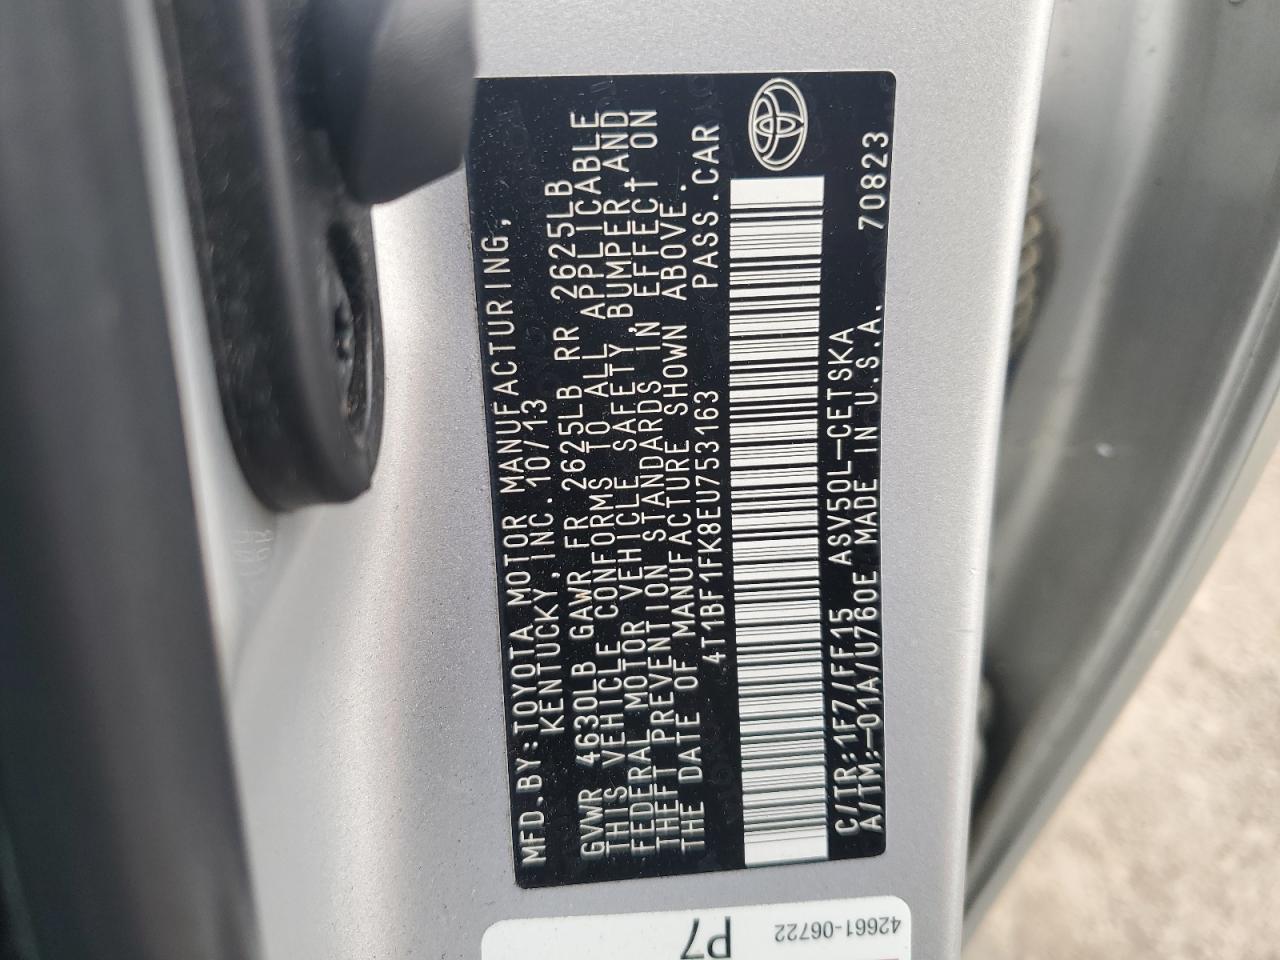 MFD.BY:TOYOTA MOTOR MANUFACTURING,
KENTUCKY,INC. 10/13
GVWR 4630LB GAWR FR 2625LB RR 2625LB
THIS VEHICLE CONFORMS TO ALL APPLICABLE
FEDERAL MOTOR VEHICLE SAFETY,BUMPER,AND
THEFT PREVENTION STANDARDS IN EFFECT ON
THE DATE OF MANUFACTURE SHOWN ABOVE.
4T1BF1FK8EU753163 PASS.CAR
C/TR:1F7/FF15 ASV50L-CETSKA
A/TM:-01A/U760E MADE IN U.S.A. 70823
42661-06722
P7